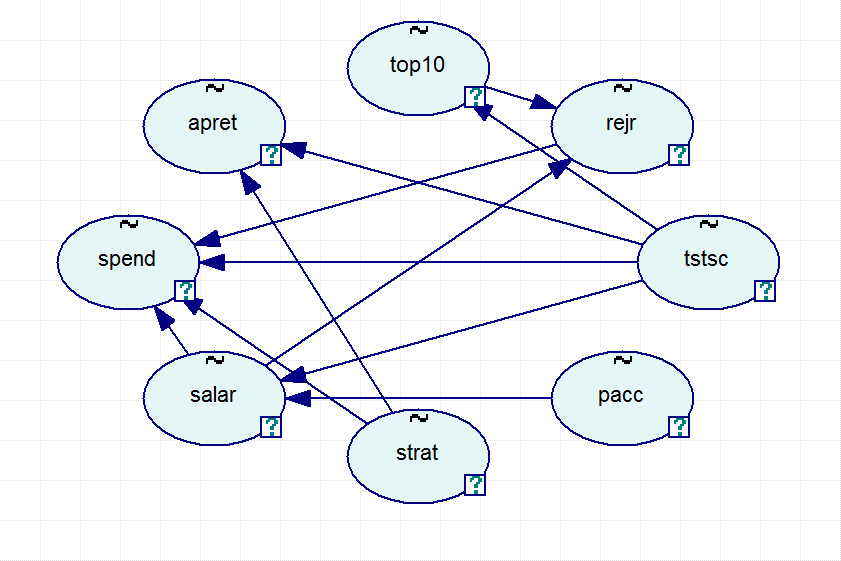 ~
top10
?
~
apret
?
~
rejr
?
~
spend
?
~
tstsc
?
~
salar
?
~
pacc
?
~
strat
?